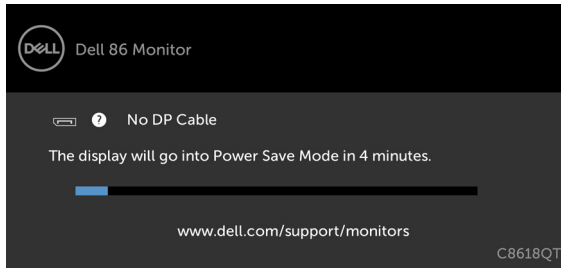 DELL Dell 86 Monitor
? No DP Cable
The display will go into Power Save Mode in 4 minutes.
www.dell.com/support/monitors
C8618QT